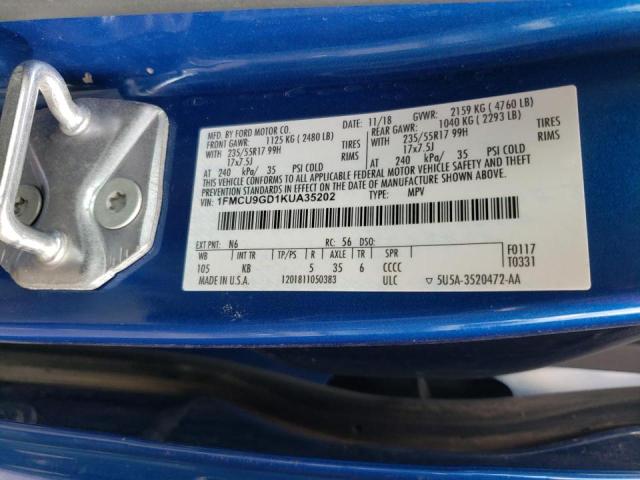 MFD. BY FORD MOTOR CO. 11/18 GVWR: 2159 KG ( 4760 LB)
FRONT GAWR: 1125 KG ( 2480 LB) REAR GAWR: 1040 KG ( 2293 LB)
WITH 235/55R17 99H TIRES WITH 235/55R17 99H TIRES
17x7.5J RIMS 17x7.5J RIMS
AT 240 kPa/ 35 PSI COLD AT 240 kPa/ 35 PSI COLD
THIS VEHICLE CONFORMS TO ALL APPLICABLE FEDERAL MOTOR VEHICLE SAFETY AND THEFT
PREVENTION STANDARDS IN EFFECT ON THE DATE OF MANUFACTURE SHOWN ABOVE.
VIN: 1FMCU9GD1KUA35202 TYPE: MPV
EXT PNT: N6 RC: 56 DSO: F0117
WB INT TR TP/PS R AXLE TR SPR T0331
105 KB 5 35 6 CCCC
MADE IN U.S.A. 1201811050383 ULC ▽ 5U5A-3520472-AA